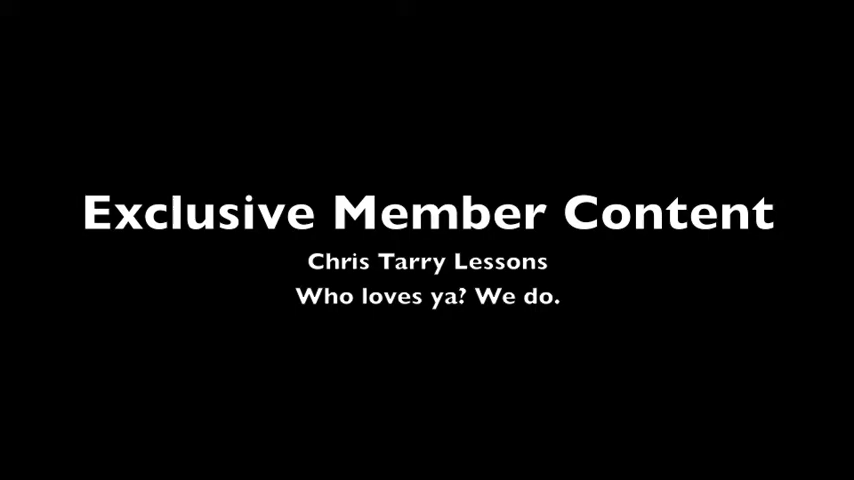 Exclusive Member Content
Chris Tarry Lessons
Who loves ya? We do.